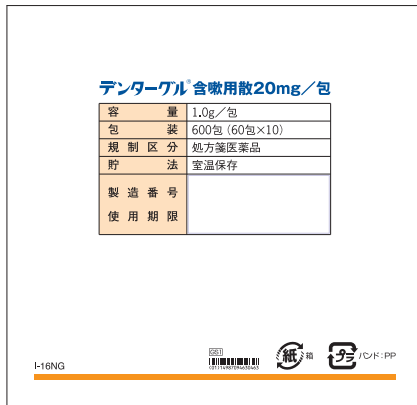 デンターグル®含嗽用散20mg／包
容量 1.0g／包
包装 600包（60包×10）
規制区分 処方箋医薬品
貯法 室温保存
製造番号
使用期限
GS1
紙 箱
プラ バンド：PP
I-16NG